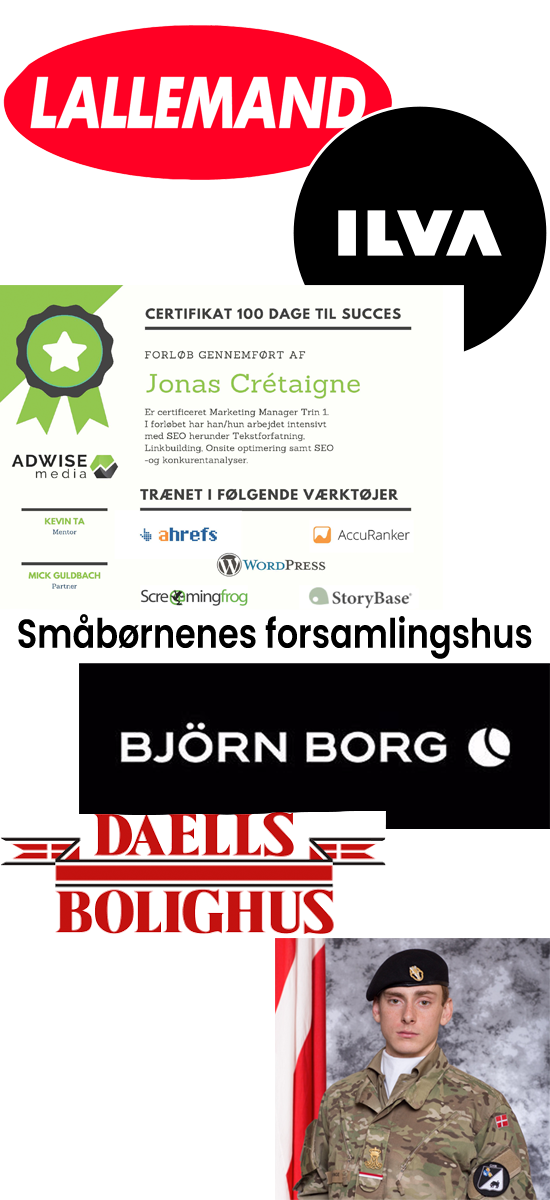 LALLEMAND
ILVA
CERTIFIKAT 100 DAGE TIL SUCCES
FORLØB GENNEMFØRT AF
Jonas Crétaigne
Er certificeret Marketing Manager Trin 1.
I forløbet har han/hun arbejdet intensivt
med SEO herunder Tekstforfatning,
Linkbuilding, Onsite optimering samt SEO
-og konkurentanalyser.
ADWISE
media
TRÆNET I FØLGENDE VÆRKTØJER
KEVIN TA
Mentor
ahrefs
AccuRanker
WORDPRESS
MICK GULDBACH
Partner
Screamingfrog
StoryBase®
Småbørnenes forsamlingshus
BJÖRN BORG
DAELLS
BOLIGHUS